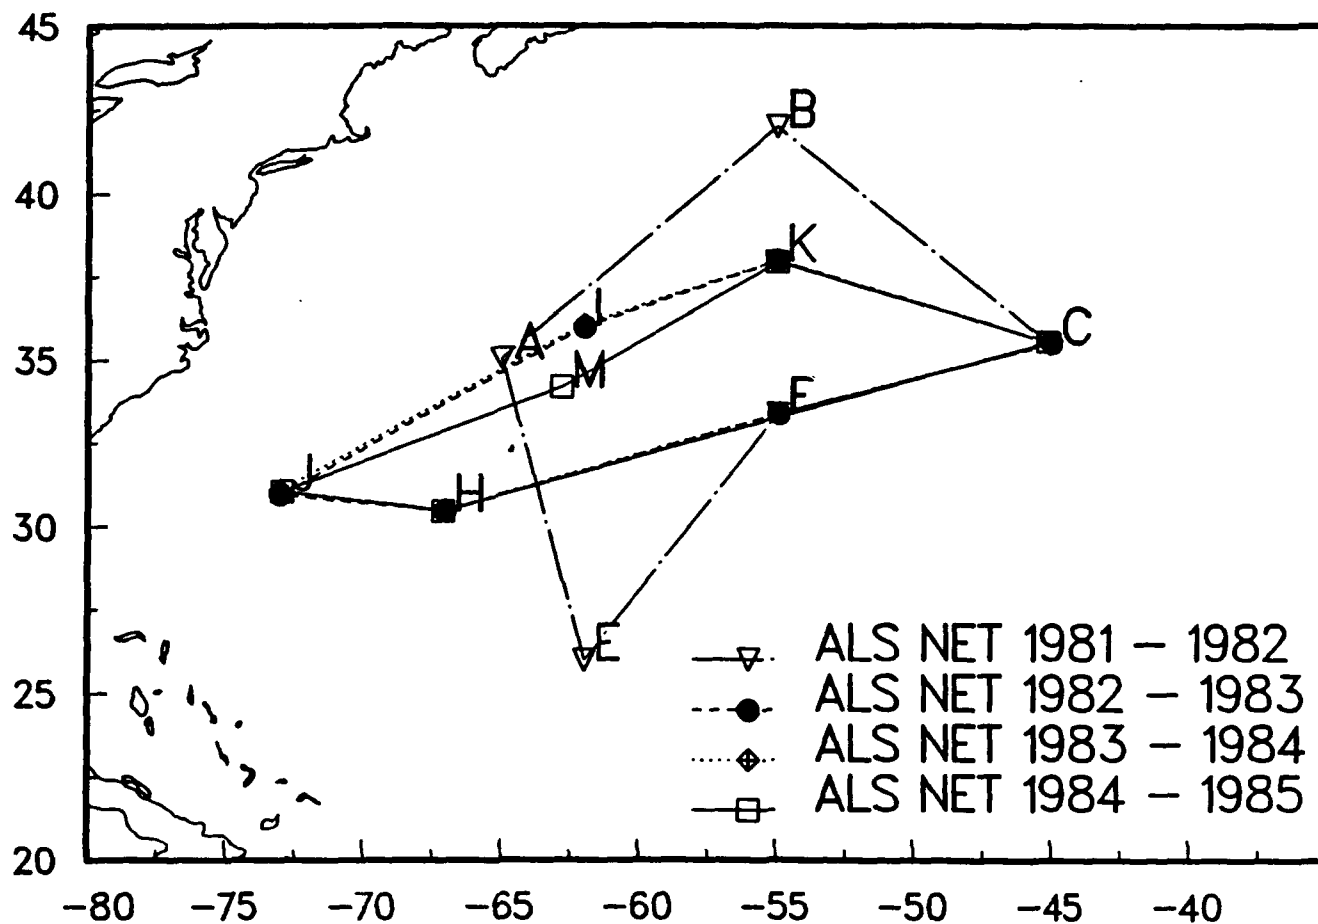 45
B
40
K
A
C
35
M
F
H
30
E
ALS NET 1981 – 1982
25
ALS NET 1982 – 1983
ALS NET 1983 – 1984
ALS NET 1984 – 1985
20
−80 −75 −70 −65 −60 −55 −50 −45 −40